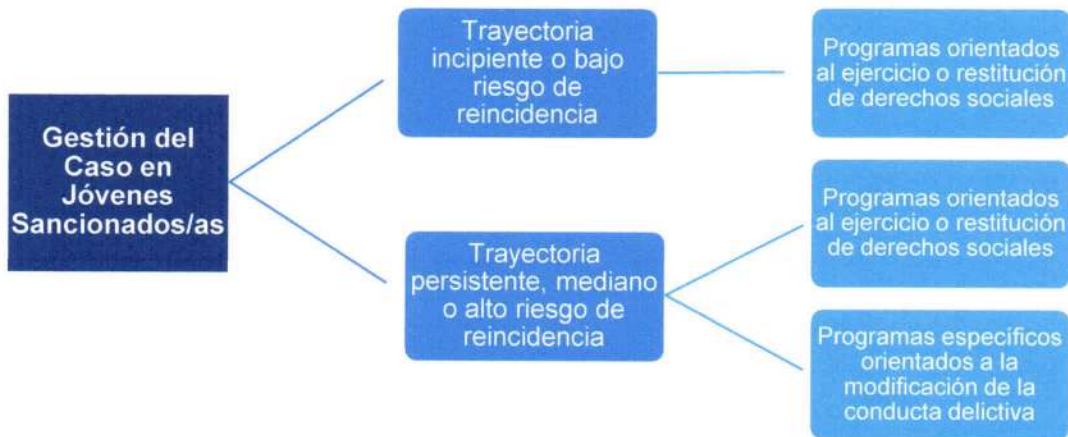 Gestión del
Caso en
Jóvenes
Sancionados/as
Trayectoria
incipiente o bajo
riesgo de
reincidencia
Programas orientados
al ejercicio o restitución
de derechos sociales
Trayectoria
persistente, mediano
o alto riesgo de
reincidencia
Programas orientados
al ejercicio o restitución
de derechos sociales
Programas específicos
orientados a la
modificación de la
conducta delictiva